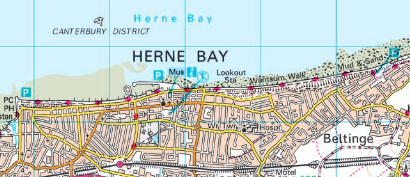 Herne Bay
CANTERBURY DISTRICT
HERNE BAY
P
Mus
i
Lookout
Sta
Wantsum Walk
Mud & Sand
P
PC
PH
Hospl
Beltinge
Motel